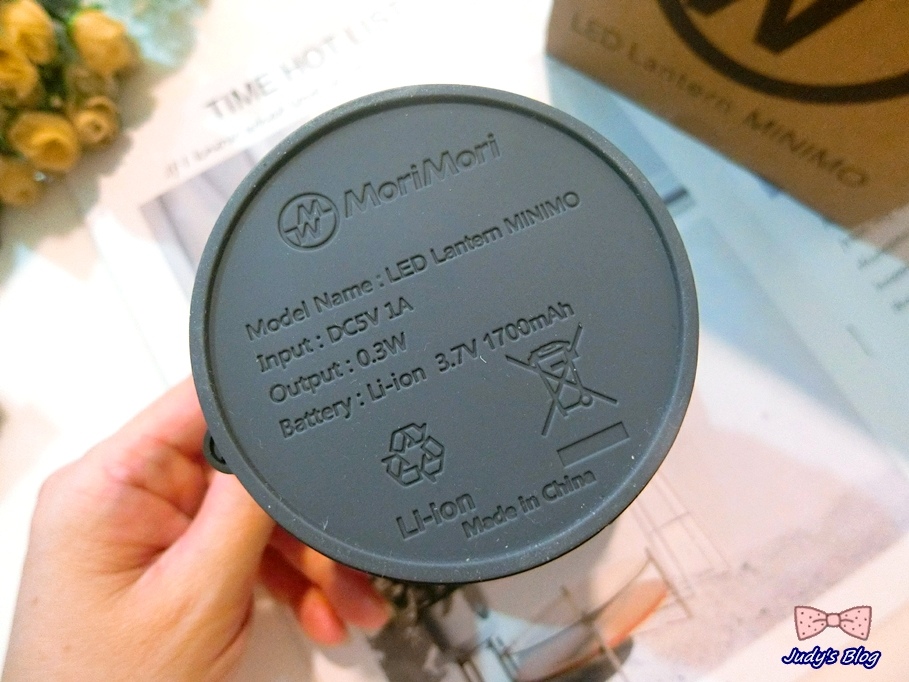 TIME HOT LIST
LED Lantern MINIMO
MoriMori
Model Name : LED Lantern MINIMO
Input : DC5V 1A
Output : 0.3W
Battery : Li-ion 3.7V 1700mAh
Li-ion
Made in China
Judy's Blog